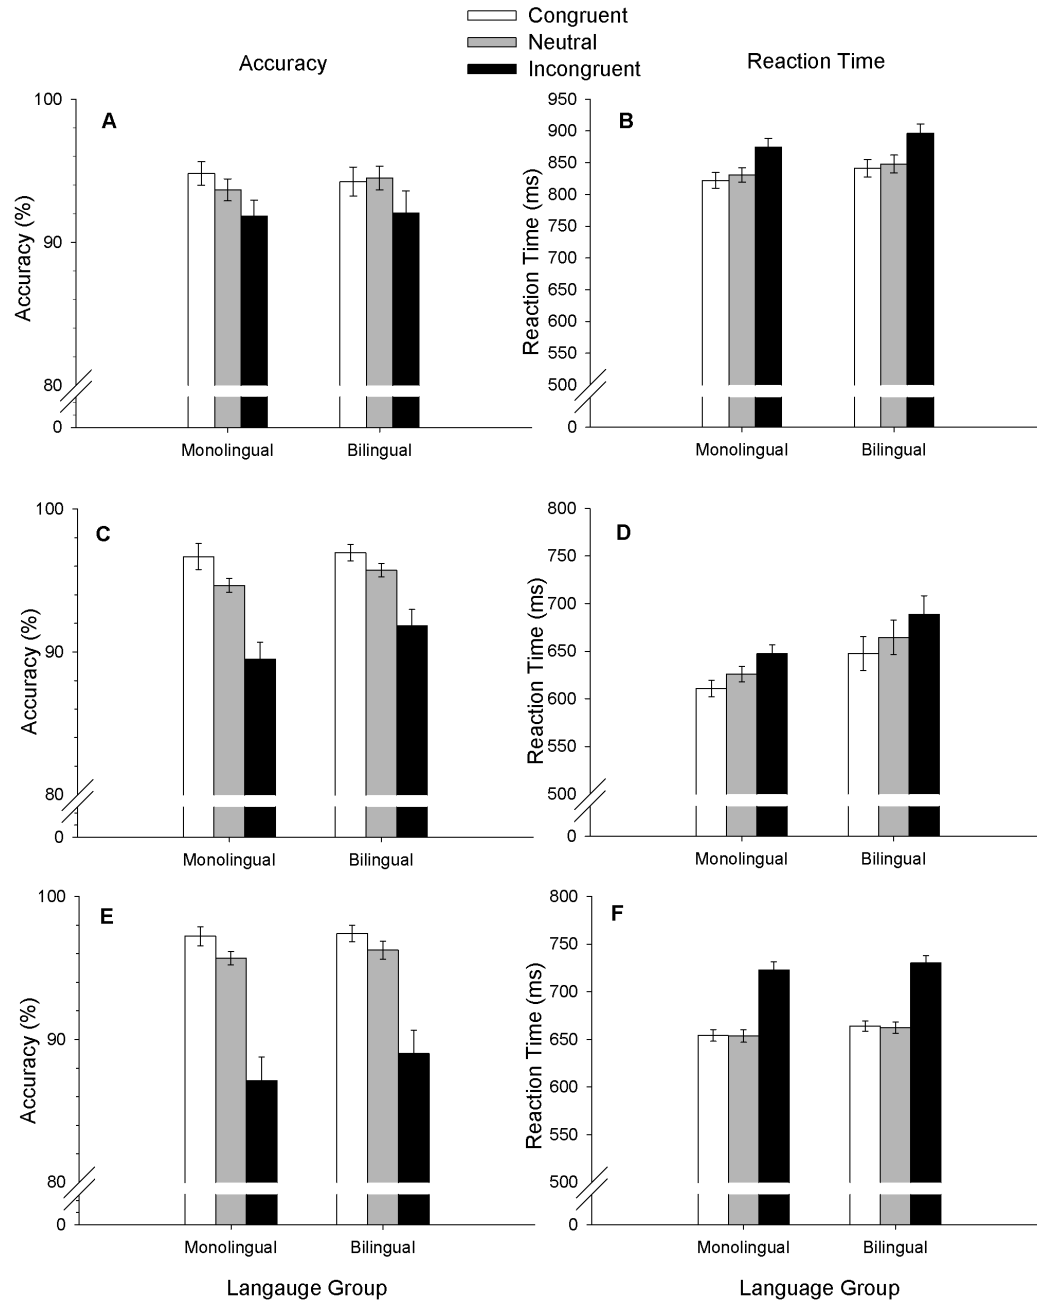 Congruent
Neutral
Incongruent
Accuracy
Reaction Time
A
100
90
80
0
Accuracy (%)
Monolingual Bilingual
B
950
900
850
800
750
700
650
600
550
500
0
Reaction Time (ms)
Monolingual Bilingual
C
100
90
80
0
Accuracy (%)
Monolingual Bilingual
D
800
750
700
650
600
550
500
0
Reaction Time (ms)
Monolingual Bilingual
E
100
90
80
0
Accuracy (%)
Monolingual Bilingual
Langauge Group
F
800
750
700
650
600
550
500
0
Reaction Time (ms)
Monolingual Bilingual
Language Group